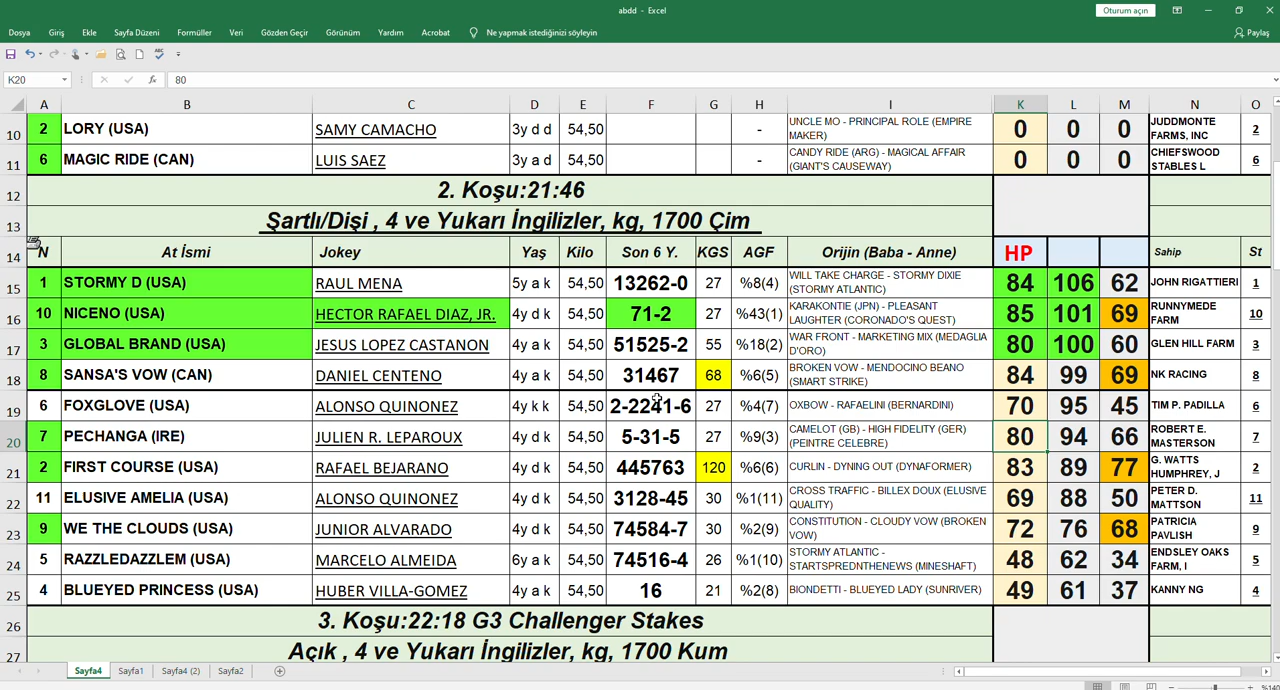 abdd - Excel
Oturum açın
Dosya Giriş Ekle Sayfa Düzeni Formüller Veri Gözden Geçir Görünüm Yardım Acrobat Ne yapmak istediğinizi söyleyin Paylaş
K20 fx 80
A B C D E F G H I K L M N O
10 2 LORY (USA) SAMY CAMACHO 3y d d 54,50 - UNCLE MO - PRINCIPAL ROLE (EMPIRE MAKER) 0 0 0 JUDDMONTE FARMS, INC 2
11 6 MAGIC RIDE (CAN) LUIS SAEZ 3y a d 54,50 - CANDY RIDE (ARG) - MAGICAL AFFAIR (GIANT'S CAUSEWAY) 0 0 0 CHIEFSWOOD STABLES L 6
12 2. Koşu:21:46
13 Şartlı/Dişi , 4 ve Yukarı İngilizler, kg, 1700 Çim
14 N At İsmi Jokey Yaş Kilo Son 6 Y. KGS AGF Orijin (Baba - Anne) HP Sahip St
15 1 STORMY D (USA) RAUL MENA 5y a k 54,50 13262-0 27 %8(4) WILL TAKE CHARGE - STORMY DIXIE (STORMY ATLANTIC) 84 106 62 JOHN RIGATTIERI 1
16 10 NICENO (USA) HECTOR RAFAEL DIAZ, JR. 4y d k 54,50 71-2 27 %43(1) KARAKONTIE (JPN) - PLEASANT LAUGHTER (CORONADO'S QUEST) 85 101 69 RUNNYMEDE FARM 10
17 3 GLOBAL BRAND (USA) JESUS LOPEZ CASTANON 4y a k 54,50 51525-2 55 %18(2) WAR FRONT - MARKETING MIX (MEDAGLIA D'ORO) 80 100 60 GLEN HILL FARM 3
18 8 SANSA'S VOW (CAN) DANIEL CENTENO 4y a k 54,50 31467 68 %6(5) BROKEN VOW - MENDOCINO BEANO (SMART STRIKE) 84 99 69 NK RACING 8
19 6 FOXGLOVE (USA) ALONSO QUINONEZ 4y k k 54,50 2-2241-6 27 %4(7) OXBOW - RAFAELINI (BERNARDINI) 70 95 45 TIM P. PADILLA 6
20 7 PECHANGA (IRE) JULIEN R. LEPAROUX 4y d k 54,50 5-31-5 27 %9(3) CAMELOT (GB) - HIGH FIDELITY (GER) (PEINTRE CELEBRE) 80 94 66 ROBERT E. MASTERSON 7
21 2 FIRST COURSE (USA) RAFAEL BEJARANO 4y d k 54,50 445763 120 %6(6) CURLIN - DYNING OUT (DYNAFORMER) 83 89 77 G. WATTS HUMPHREY, J 2
22 11 ELUSIVE AMELIA (USA) ALONSO QUINONEZ 4y d k 54,50 3128-45 30 %1(11) CROSS TRAFFIC - BILLEX DOUX (ELUSIVE QUALITY) 69 88 50 PETER D. MATTSON 11
23 9 WE THE CLOUDS (USA) JUNIOR ALVARADO 4y d k 54,50 74584-7 30 %2(9) CONSTITUTION - CLOUDY VOW (BROKEN VOW) 72 76 68 PATRICIA PAVLISH 9
24 5 RAZZLEDAZZLEM (USA) MARCELO ALMEIDA 6y a k 54,50 74516-4 26 %1(10) STORMY ATLANTIC - STARTSPREDNTHENEWS (MINESHAFT) 48 62 34 ENDSLEY OAKS FARM, I 5
25 4 BLUEYED PRINCESS (USA) HUBER VILLA-GOMEZ 4y a k 54,50 16 21 %2(8) BIONDETTI - BLUEYED LADY (SUNRIVER) 49 61 37 KANNY NG 4
26 3. Koşu:22:18 G3 Challenger Stakes
27 Açık , 4 ve Yukarı İngilizler, kg, 1700 Kum
Sayfa4 Sayfa1 Sayfa4 (2) Sayfa2
%140